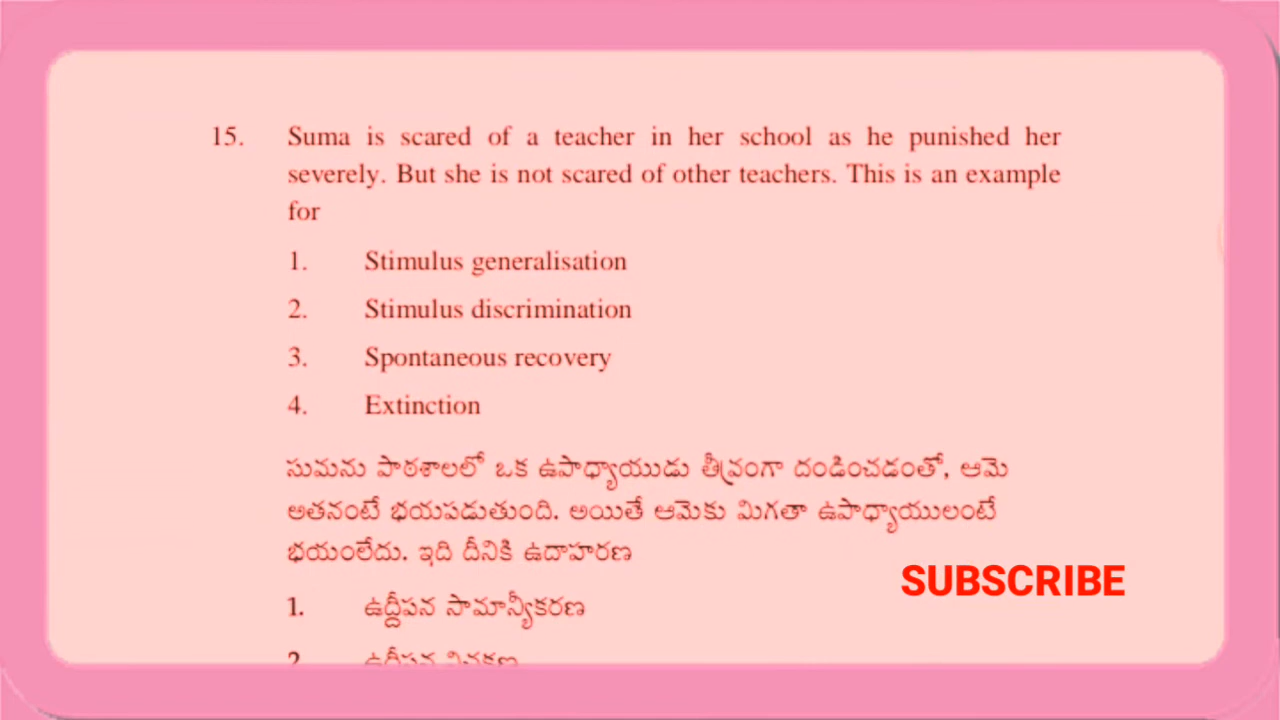 15. Suma is scared of a teacher in her school as he punished her
severely. But she is not scared of other teachers. This is an example
for
1. Stimulus generalisation
2. Stimulus discrimination
3. Spontaneous recovery
4. Extinction
సుమను పాఠశాలలో ఒక ఉపాధ్యాయుడు తీవ్రంగా దండించడంతో, ఆమె
అతనంటే భయపడుతుంది. అయితే ఆమెకు మిగతా ఉపాధ్యాయులంటే
భయంలేదు. ఇది దీనికి ఉదాహరణ
SUBSCRIBE
1. ఉద్దీపన సామాన్యీకరణ
2